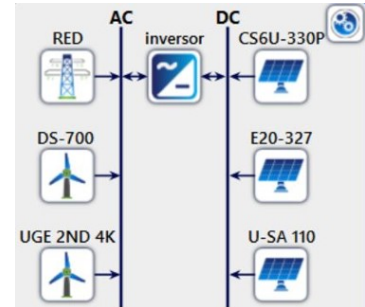 AC DC
RED inversor CS6U-330P
DS-700 E20-327
UGE 2ND 4K U-SA 110